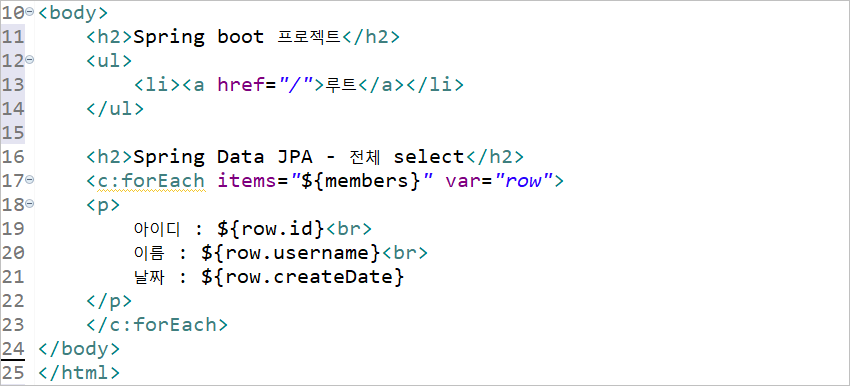 10 <body>
11     <h2>Spring boot 프로젝트</h2>
12     <ul>
13         <li><a href="/">루트</a></li>
14     </ul>
15
16     <h2>Spring Data JPA - 전체 select</h2>
17     <c:forEach items="${members}" var="row">
18     <p>
19         아이디 : ${row.id}<br>
20         이름 : ${row.username}<br>
21         날짜 : ${row.createDate}
22     </p>
23     </c:forEach>
24 </body>
25 </html>